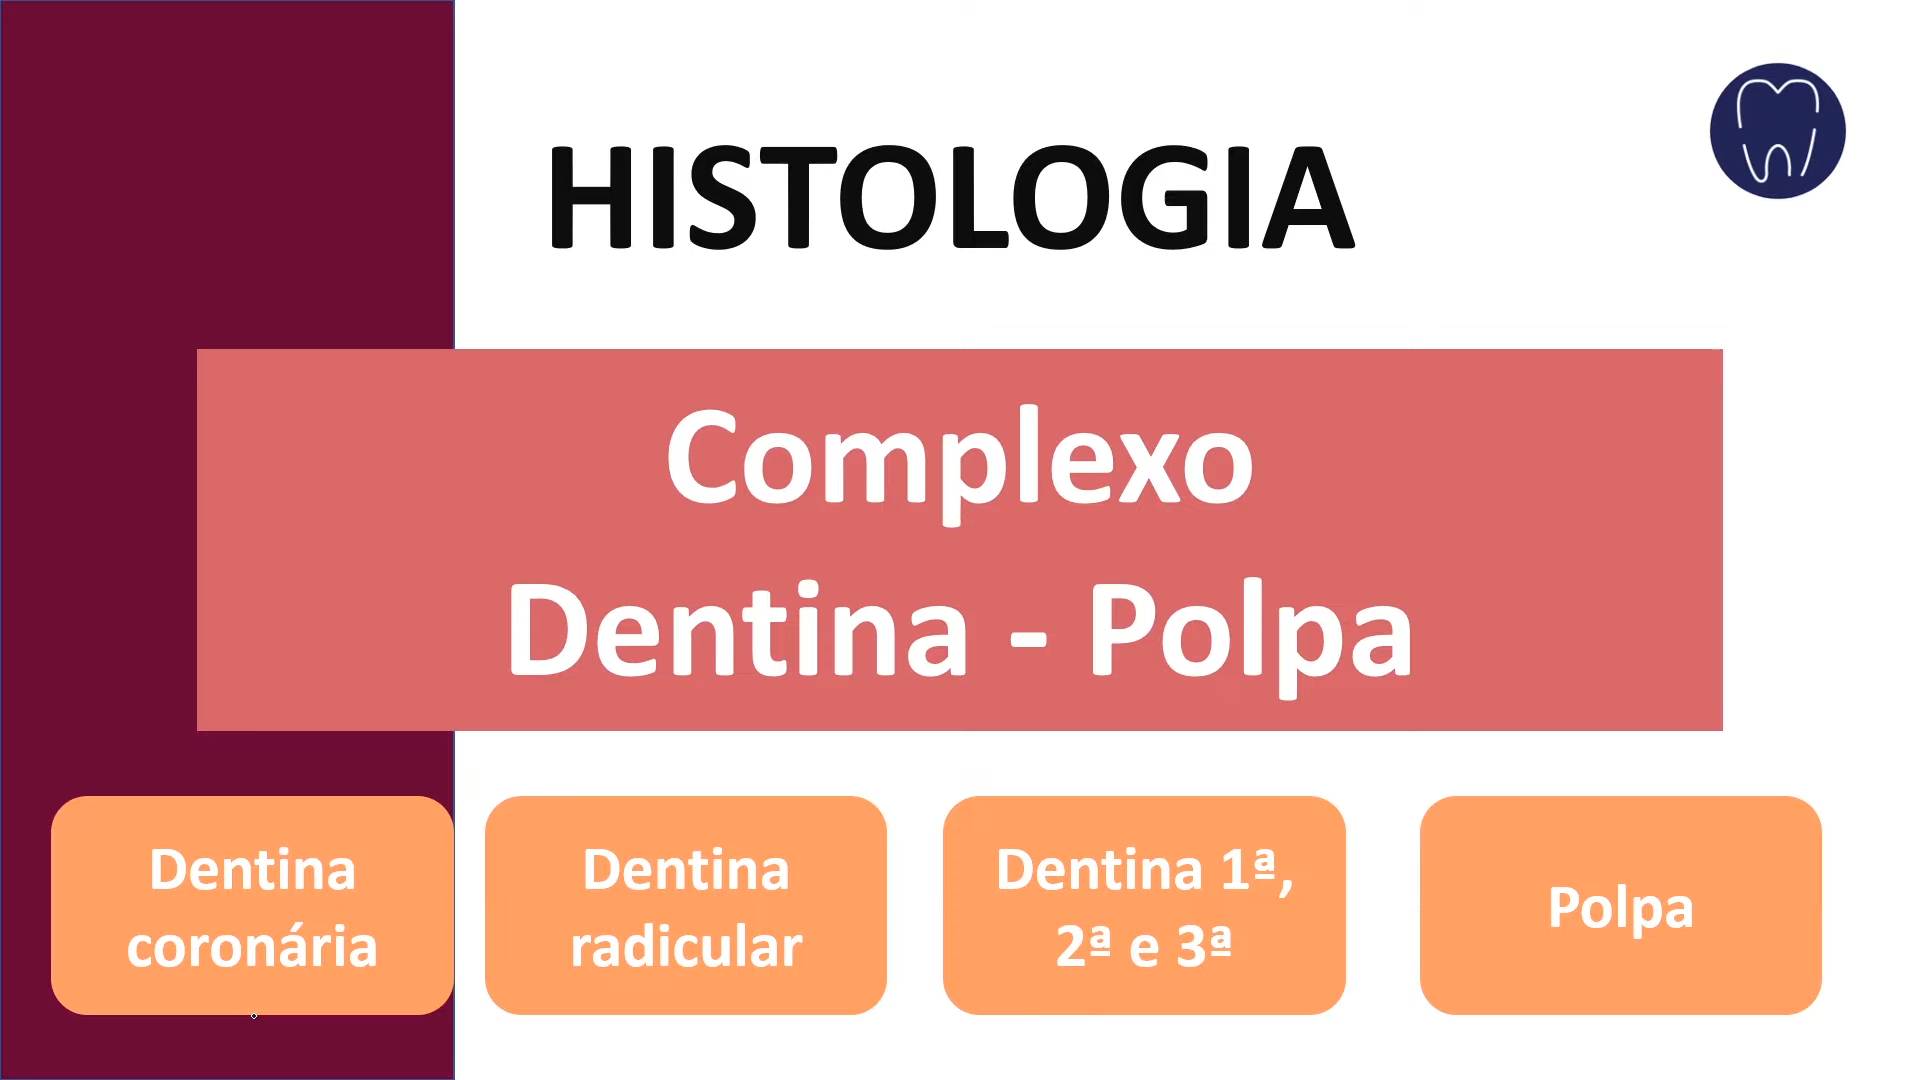 HISTOLOGIA
Complexo
Dentina - Polpa
Dentina
coronária
Dentina
radicular
Dentina 1ª,
2ª e 3ª
Polpa